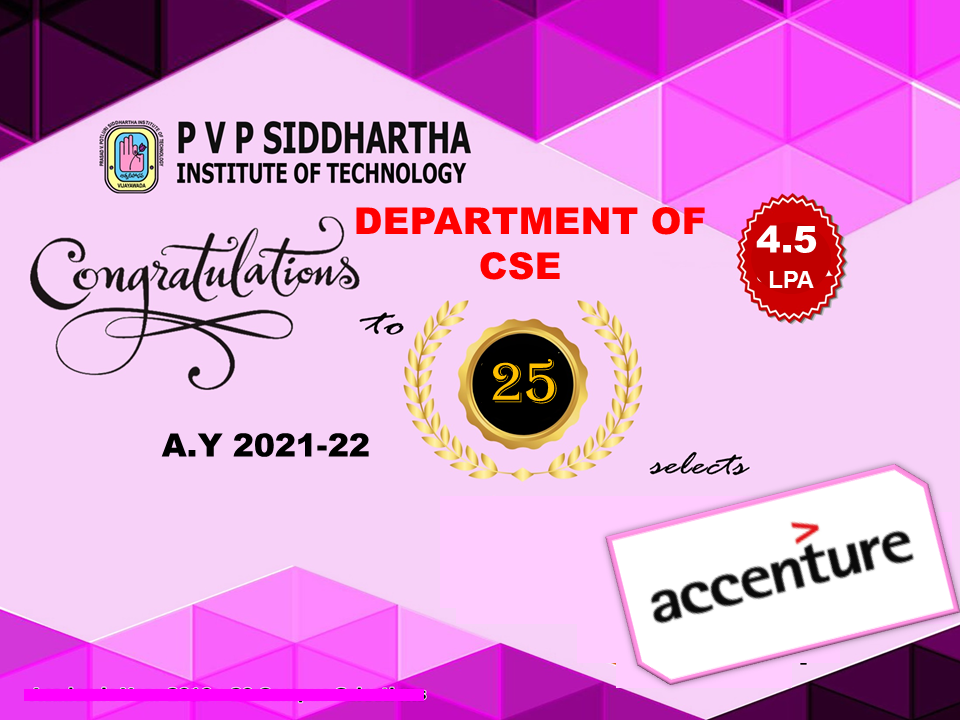 PRASAD V. POTLURI SIDDHARTHA INSTITUTE OF TECHNOLOGY
VIJAYAWADA
P V P SIDDHARTHA
INSTITUTE OF TECHNOLOGY
DEPARTMENT OF
CSE
4.5
LPA
Congratulations
to
25
A.Y 2021-22
selects
accenture